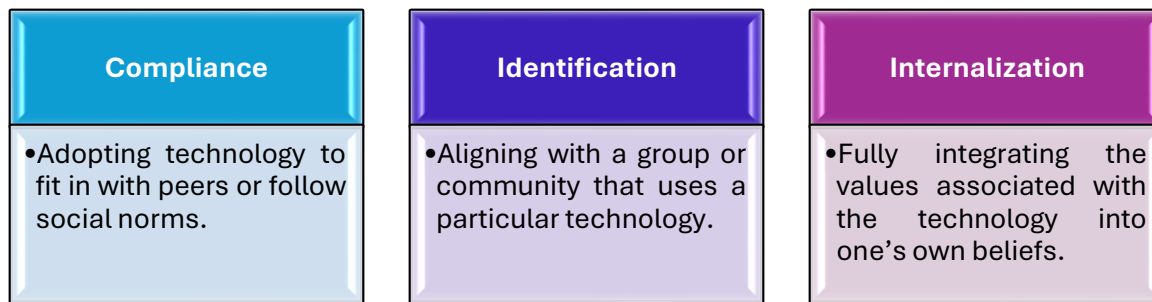 Compliance
•Adopting technology to
fit in with peers or follow
social norms.
Identification
•Aligning with a group or
community that uses a
particular technology.
Internalization
•Fully integrating the
values associated with
the technology into
one’s own beliefs.